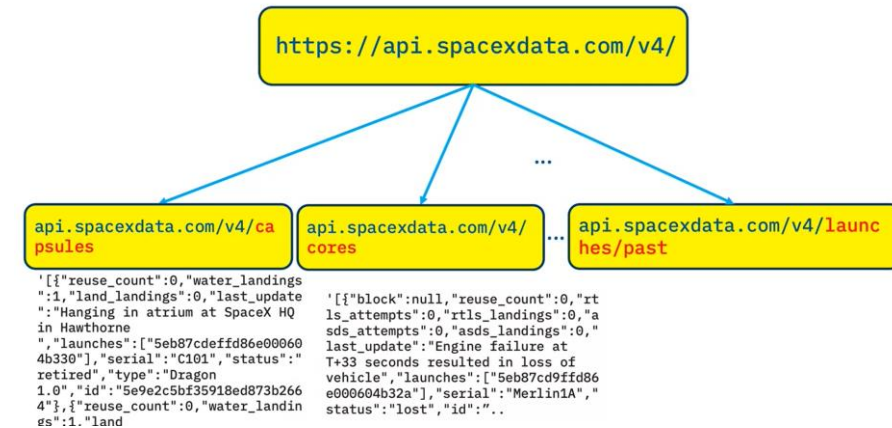 https://api.spacexdata.com/v4/
...
api.spacexdata.com/v4/ca
psules
api.spacexdata.com/v4/
cores
...
api.spacexdata.com/v4/launc
hes/past
'[{"reuse_count":0,"water_landings
":1,"land_landings":0,"last_update
":"Hanging in atrium at SpaceX HQ
in Hawthorne
","launches":["5eb87cdeffd86e00060
4b330"],"serial":"C101","status":"
retired","type":"Dragon
1.0","id":"5e9e2c5bf35918ed873b266
4"},{"reuse_count":0,"water_landin
gs":1,"land
'[{"block":null,"reuse_count":0,"rt
ls_attempts":0,"rtls_landings":0,"a
sds_attempts":0,"asds_landings":0,"
last_update":"Engine failure at
T+33 seconds resulted in loss of
vehicle","launches":["5eb87cd9ffd86
e000604b32a"],"serial":"Merlin1A","
status":"lost","id":"..